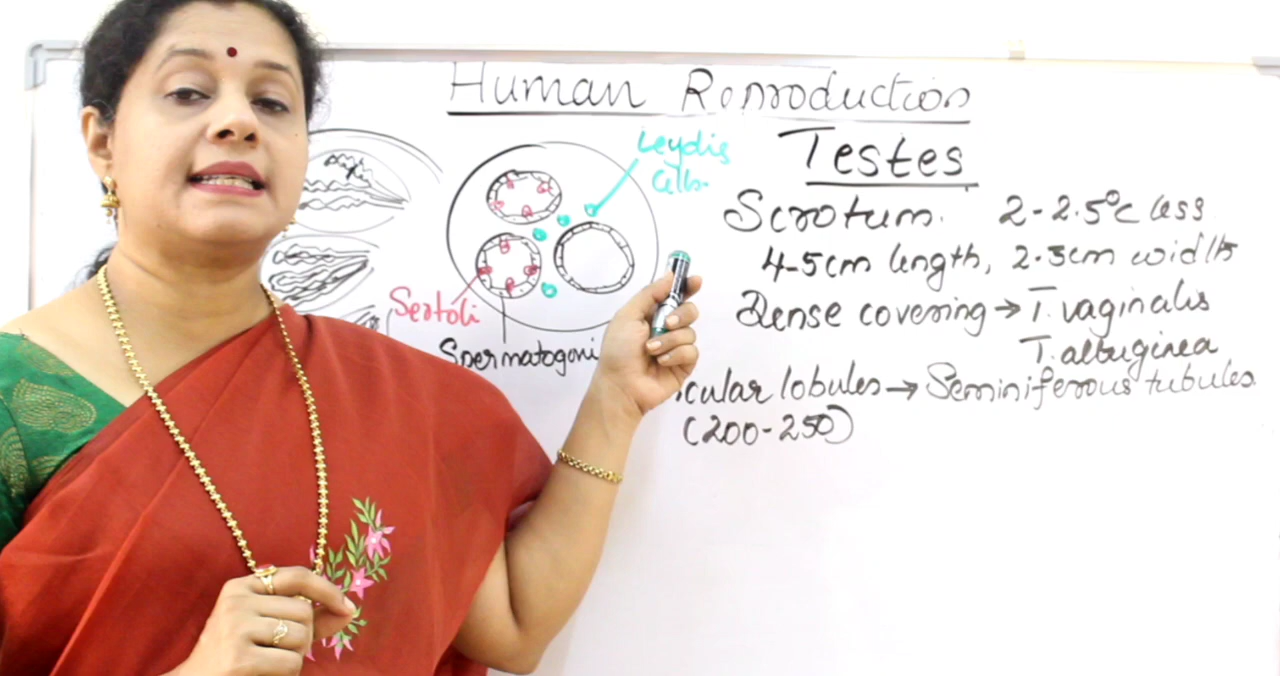 Human Reproduction
Testes
Leydig
Cells
Scrotum. 2-2.5°C less
4-5cm length, 2-3cm width
Dense covering → T. vaginalis
T. albuginea
cular lobules → Seminiferous tubules
(200-250)
Sertoli
Spermatogoni